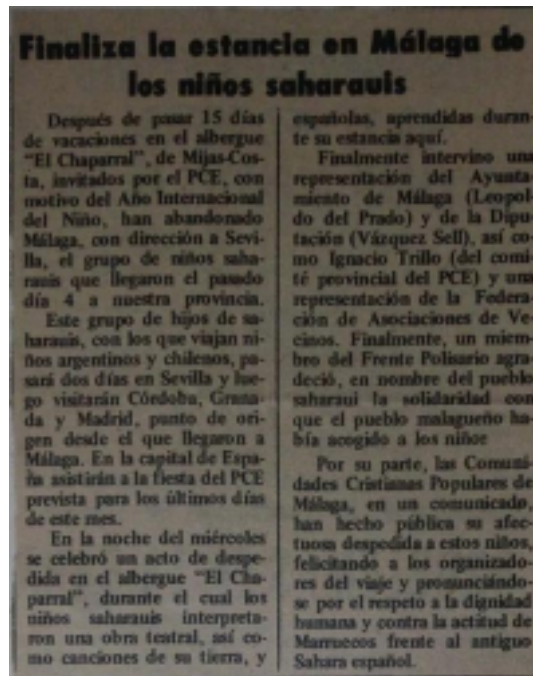 Finaliza la estancia en Málaga de
los niños saharauis
Después de pasar 15 días
de vacaciones en el albergue
"El Chaparral", de Mijas-Cos-
ta, invitados por el PCE, con
motivo del Año Internacional
del Niño, han abandonado
Málaga, con dirección a Sevi-
lla, el grupo de niños saha-
rauis que llegaron el pasado
día 4 a nuestra provincia.
Este grupo de hijos de sa-
harauis, con los que viajan ni-
ños argentinos y chilenos, pa-
sará dos días en Sevilla y lue-
go visitarán Córdoba, Grana-
da y Madrid, punto de ori-
gen desde el que llegaron a
Málaga. En la capital de Espa-
ña asistirán a la fiesta del PCE
prevista para los últimos días
de este mes.
En la noche del miércoles
se celebró un acto de despe-
dida en el albergue "El Cha-
parral", durante el cual los
niños saharauis interpreta-
ron una obra teatral, así co-
mo canciones de su tierra, y
españolas, aprendidas duran-
te su estancia aquí.
Finalmente intervino una
representación del Ayunta-
miento de Málaga (Leopol-
do del Prado) y de la Dipu-
tación (Vázquez Sell), así co-
mo Ignacio Trillo (del comi-
té provincial del PCE) y una
representación de la Federa-
ción de Asociaciones de Ve-
cinos. Finalmente, un miem-
bro del Frente Polisario agra-
deció, en nombre del pueblo
saharaui la solidaridad con
que el pueblo malagueño ha-
bía acogido a los niños
Por su parte, las Comuni-
dades Cristianas Populares de
Málaga, en un comunicado,
han hecho pública su afec-
tuosa despedida a estos niños,
felicitando a los organizado-
res del viaje y pronunciándo-
se por el respeto a la dignidad
humana y contra la actitud de
Marruecos frente al antiguo
Sahara español.